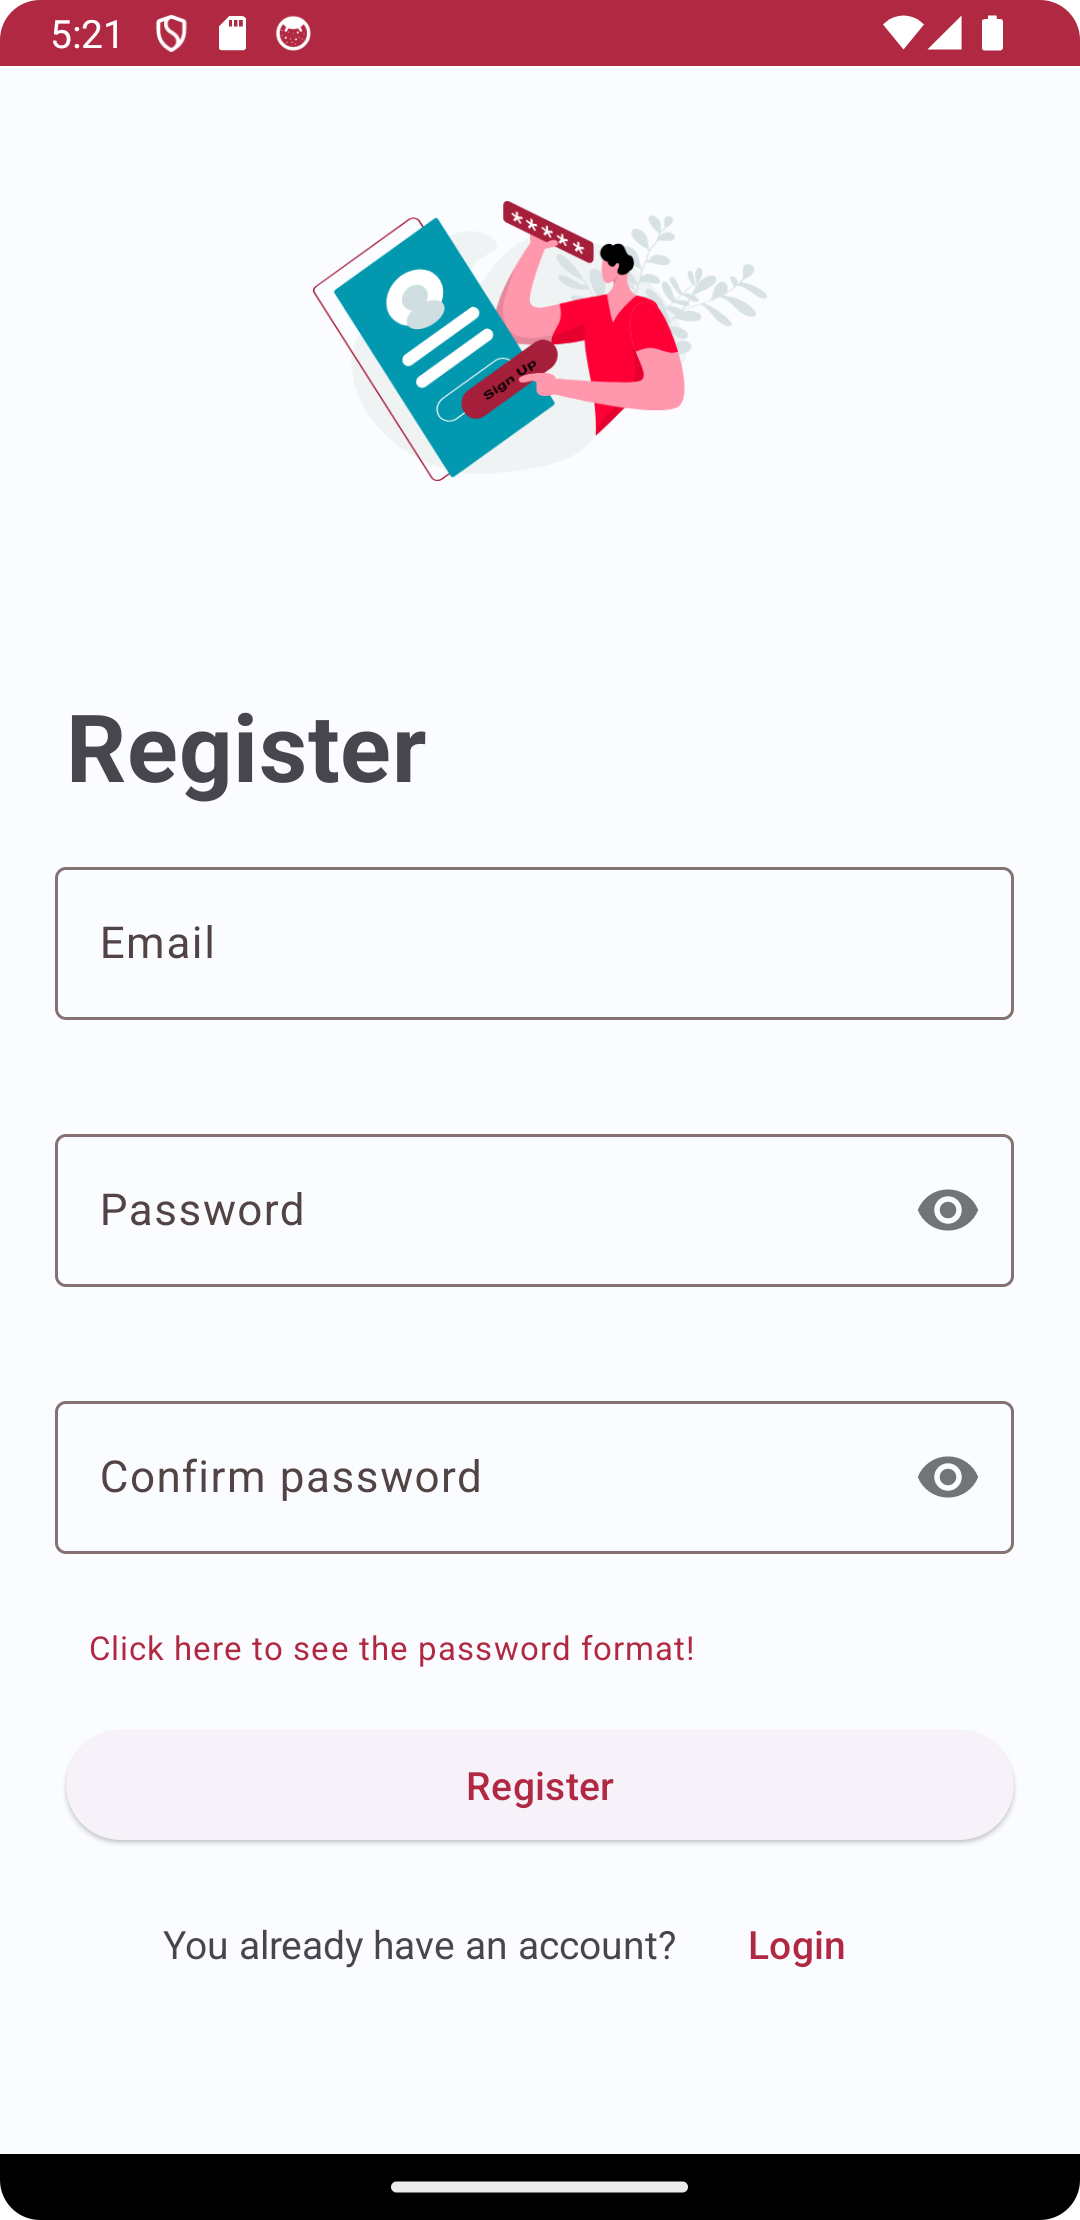 5:21
*****
Sign Up
Register
Email
Password
Confirm password
Click here to see the password format!
Register
You already have an account? Login